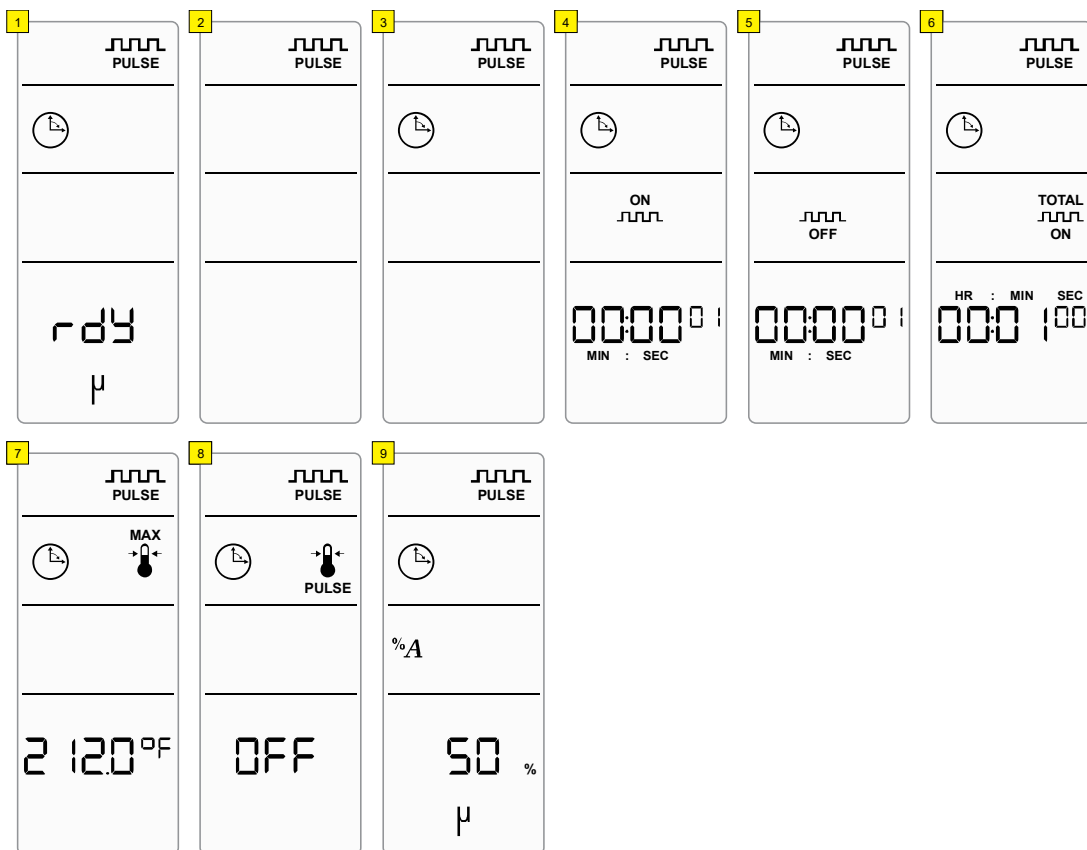 1
PULSE
rdY
µ
2
PULSE
3
PULSE
4
PULSE
ON
00:00 01
MIN : SEC
5
PULSE
OFF
00:00 01
MIN : SEC
6
PULSE
TOTAL
ON
HR : MIN SEC
00:01 00
7
PULSE
MAX
212.0°F
8
PULSE
PULSE
OFF
9
PULSE
%A
50 %
µ